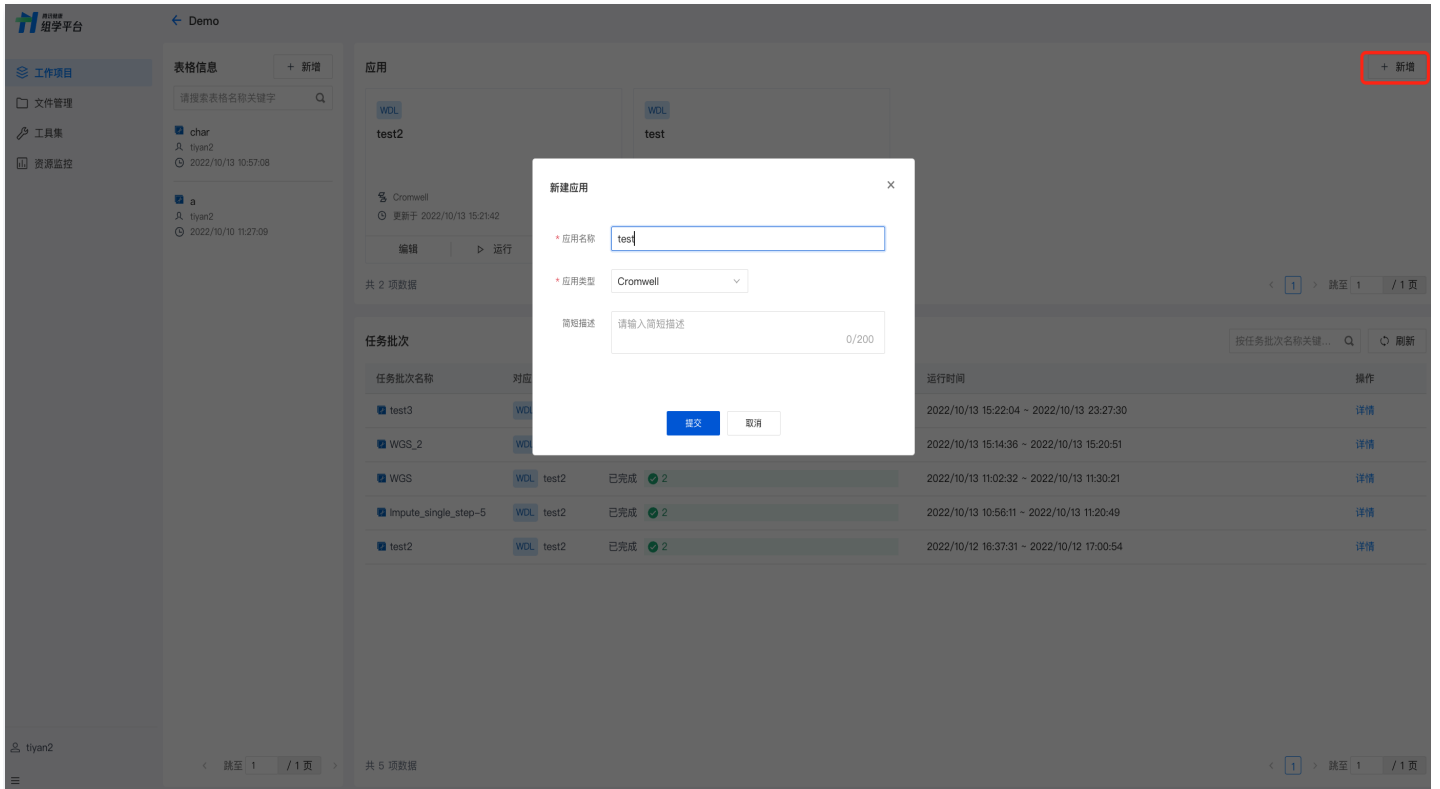 腾讯健康
组学平台
← Demo
工作项目
文件管理
工具集
资源监控
表格信息
+ 新增
请搜索表格名称关键字
char
tiyan2
2022/10/13 10:57:08
a
tiyan2
2022/10/10 11:27:09
应用
+ 新增
WDL
test2
Cromwell
更新于 2022/10/13 15:21:42
编辑
运行
WDL
test
共 2 项数据
< 1 > 跳至 1 / 1 页
新建应用
×
* 应用名称 test
* 应用类型 Cromwell
简短描述 请输入简短描述
0/200
提交 取消
任务批次
按任务批次名称关键...
刷新
任务批次名称 对应 运行时间 操作
test3 WDL 2022/10/13 15:22:04 ~ 2022/10/13 23:27:30 详情
WGS_2 WDL 2022/10/13 15:14:36 ~ 2022/10/13 15:20:51 详情
WGS WDL test2 已完成 2 2022/10/13 11:02:32 ~ 2022/10/13 11:30:21 详情
Impute_single_step-5 WDL test2 已完成 2 2022/10/13 10:56:11 ~ 2022/10/13 11:20:49 详情
test2 WDL test2 已完成 2 2022/10/12 16:37:31 ~ 2022/10/12 17:00:54 详情
tiyan2
< 跳至 1 / 1 页 >
共 5 项数据
< 1 > 跳至 1 / 1 页